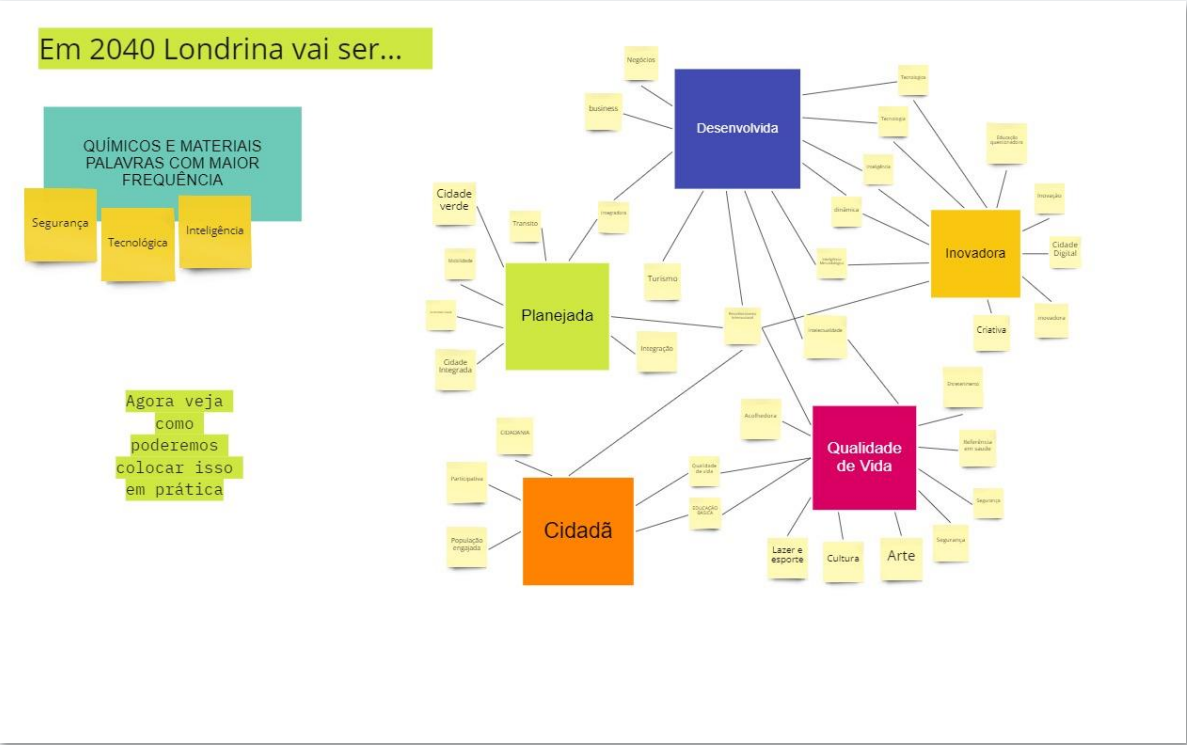 Em 2040 Londrina vai ser...
QUÍMICOS E MATERIAIS
PALAVRAS COM MAIOR
FREQUÊNCIA
Segurança
Tecnológica
Inteligência
Agora veja
como
poderemos
colocar isso
em prática
Negócios
business
Desenvolvida
Tecnologia
Tecnologia
Inteligência
dinâmica
Educação
Inovação
Cidade
Digital
Inovadora
Inovadora
Criativa
Cidade
verde
Transito
Integradora
Mobilidade
Turismo
Planejada
Integração
Cidade
Integrada
Intelectualidade
Acolhedora
Qualidade
de Vida
Referência
em saúde
Segurança
Segurança
Lazer e
esporte
Cultura
Arte
CIDADANIA
Participativa
População
engajada
Cidadã
Qualidade
de vida
EDUCAÇÃO
BÁSICA